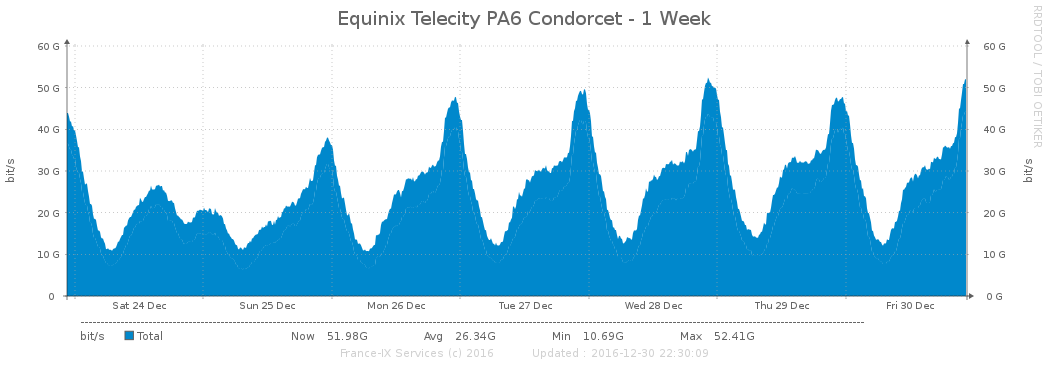 Equinix Telecity PA6 Condorcet - 1 Week
RRDTOOL / TOBI OETIKER
60 G 60 G
50 G 50 G
40 G 40 G
30 G 30 G
20 G 20 G
10 G 10 G
0 0 G
bit/s bit/s
Sat 24 Dec Sun 25 Dec Mon 26 Dec Tue 27 Dec Wed 28 Dec Thu 29 Dec Fri 30 Dec
bit/s Total Now 51.98G Avg 26.34G Min 10.69G Max 52.41G
France-IX Services (c) 2016 Updated : 2016-12-30 22:30:09